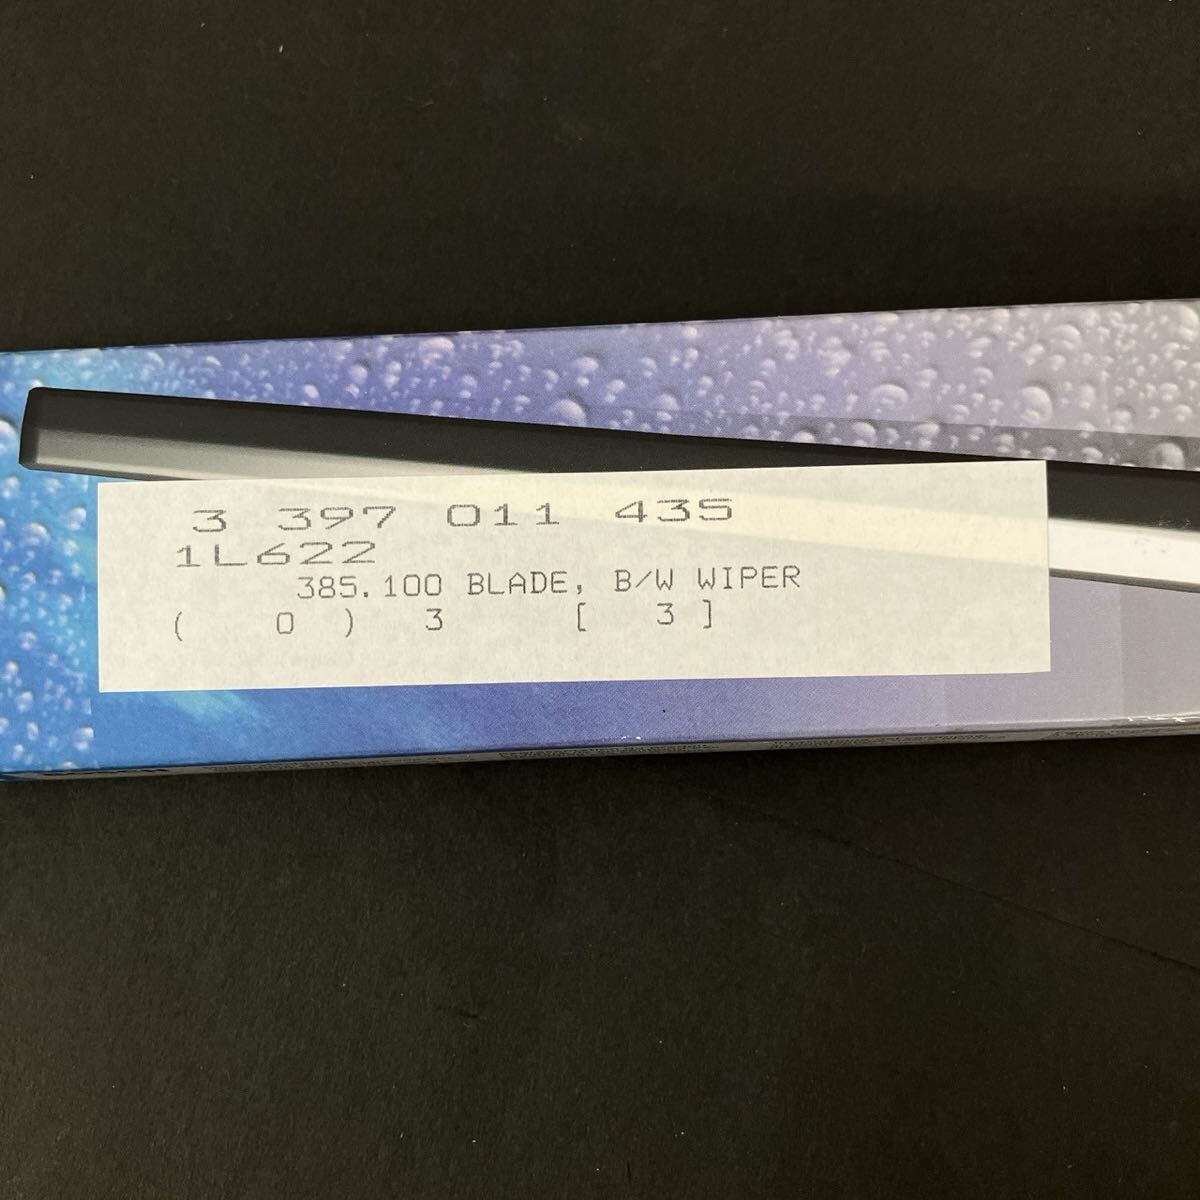 3 397 011 435
1L622
385.100 BLADE, B/W WIPER
( 0 ) 3 [ 3 ]